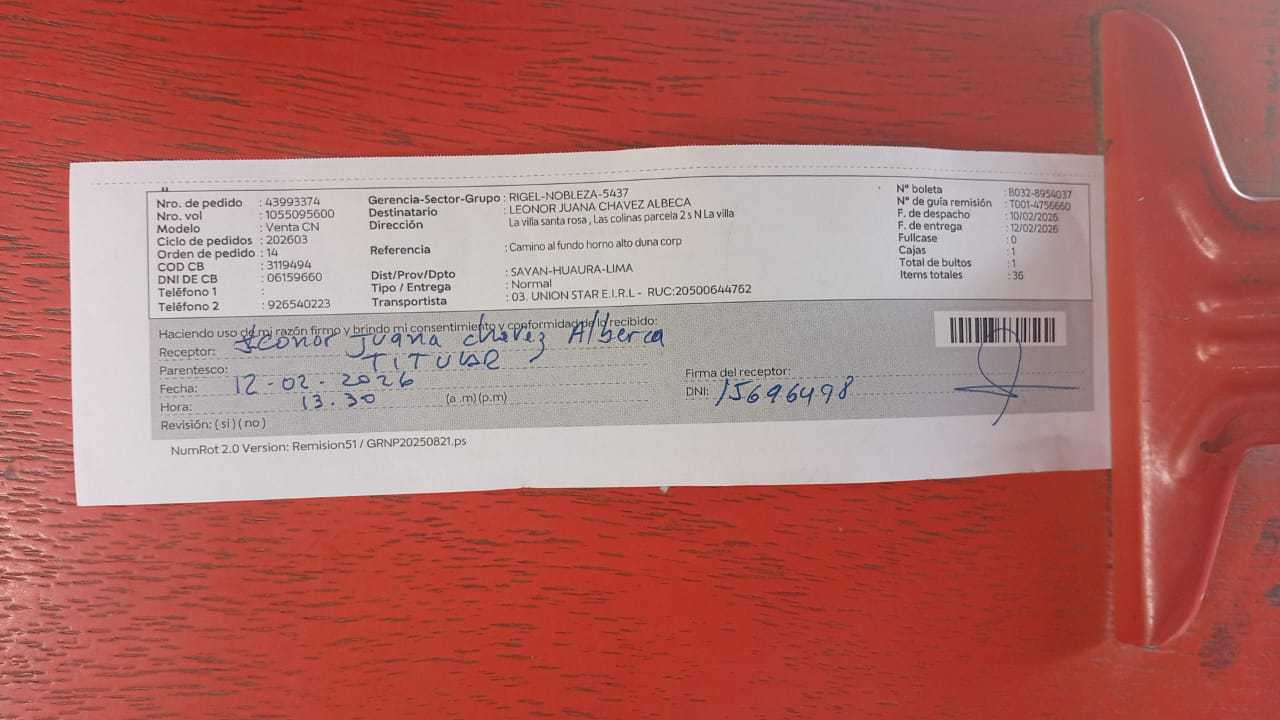 Nro. de pedido : 43993374
Nro. vol : 1055095600
Modelo : Venta CN
Ciclo de pedidos : 202603
Orden de pedido : 14
COD CB : 3119494
DNI DE CB : 06159660
Teléfono 1 :
Teléfono 2 : 926540223
Gerencia-Sector-Grupo : RIGEL-NOBLEZA-5437
Destinatario : LEONOR JUANA CHAVEZ ALBECA
Dirección La villa santa rosa , Las colinas parcela 2 s N La villa
Referencia : Camino al fundo horno alto duna corp
Dist/Prov/Dpto : SAYAN-HUAURA-LIMA
Tipo / Entrega : Normal
Transportista : 03. UNION STAR E.I.R.L - RUC:20500644762
N° boleta : B032-8954037
N° de guía remisión : T001-4756660
F. de despacho : 10/02/2026
F. de entrega : 12/02/2026
Fullcase : 0
Cajas : 1
Total de bultos : 1
Items totales : 36
Haciendo uso de mi razón firmo y brindo mi consentimiento y conformidad de lo recibido:
Receptor: Leonor Juana chavez Alberca
Parentesco: TITULAR
Fecha: 12-02-2026
Hora: 13.30 (a .m) (p.m)
Revisión: ( si ) ( no )
Firma del receptor:
DNI: 15696498
NumRot 2.0 Version: Remision51 / GRNP20250821.ps